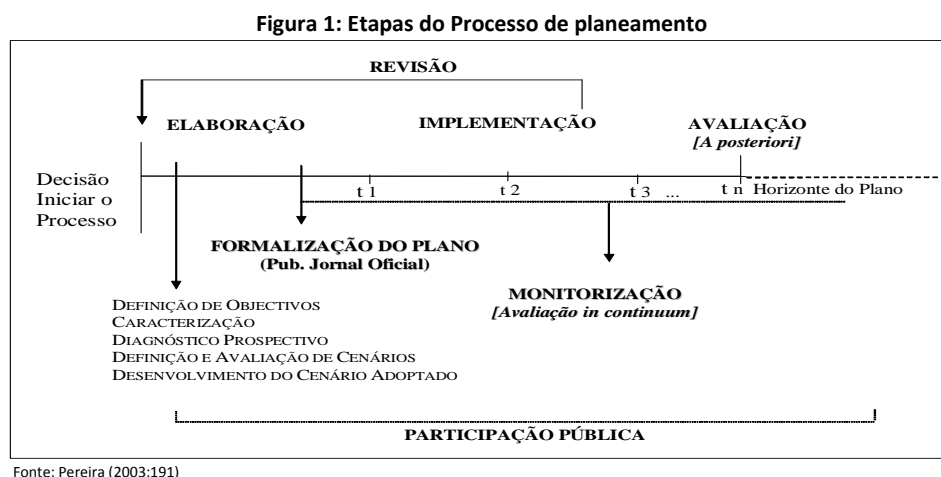 Figura 1: Etapas do Processo de planeamento
REVISÃO
ELABORAÇÃO
IMPLEMENTAÇÃO
AVALIAÇÃO
[A posteriori]
Decisão
Iniciar o
Processo
t 1
t 2
t 3 ...
t n
Horizonte do Plano
FORMALIZAÇÃO DO PLANO
(Pub. Jornal Oficial)
MONITORIZAÇÃO
[Avaliação in continuum]
DEFINIÇÃO DE OBJECTIVOS
CARACTERIZAÇÃO
DIAGNÓSTICO PROSPECTIVO
DEFINIÇÃO E AVALIAÇÃO DE CENÁRIOS
DESENVOLVIMENTO DO CENÁRIO ADOPTADO
PARTICIPAÇÃO PÚBLICA
Fonte: Pereira (2003:191)